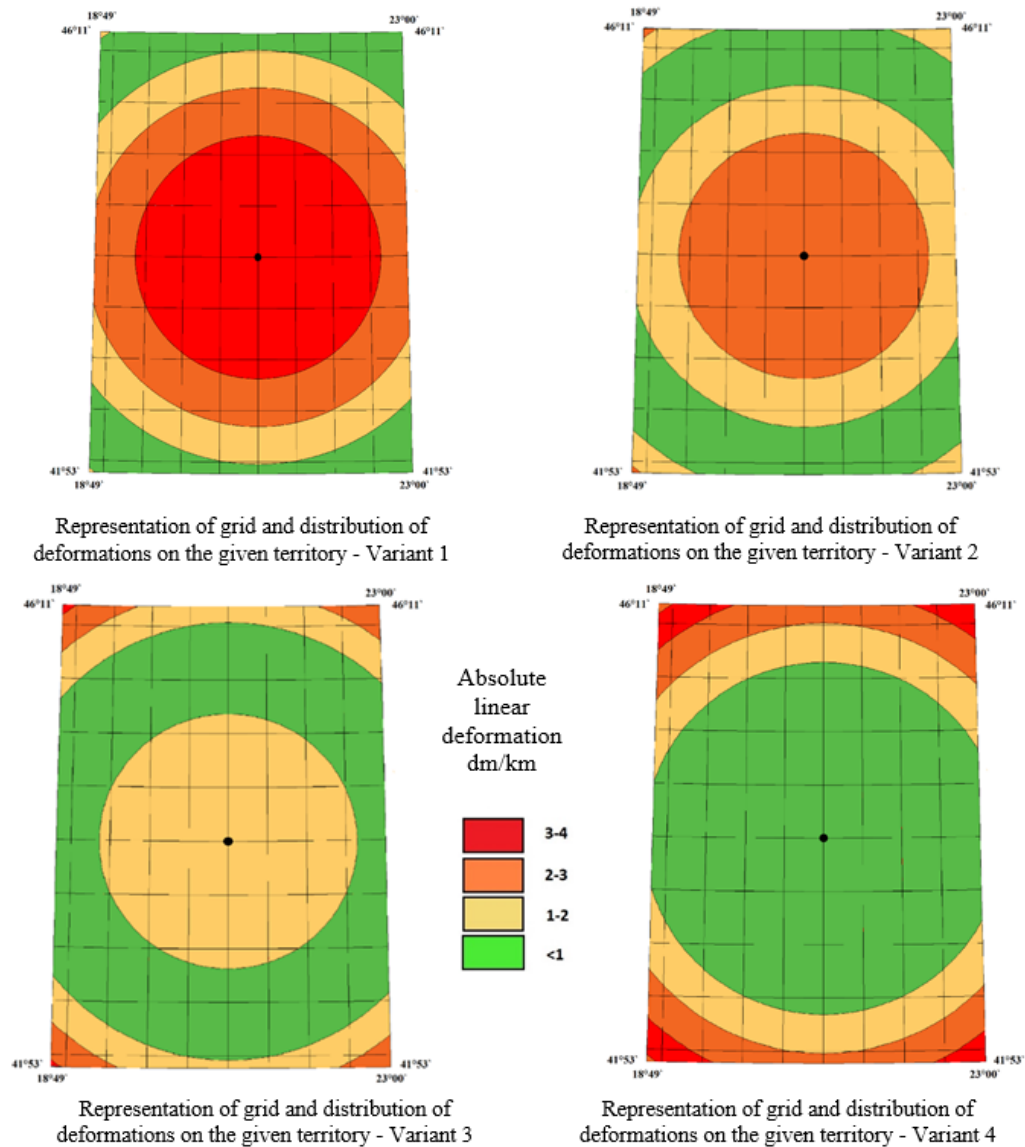 18°49` 23°00`
46°11` 46°11`
41°53` 41°53`
18°49` 23°00`
Representation of grid and distribution of
deformations on the given territory - Variant 1
18°49` 23°00`
46°11` 46°11`
41°53` 41°53`
18°49` 23°00`
Representation of grid and distribution of
deformations on the given territory - Variant 2
18°49` 23°00`
46°11` 46°11`
41°53` 41°53`
18°49` 23°00`
Representation of grid and distribution of
deformations on the given territory - Variant 3
Absolute
linear
deformation
dm/km
3-4
2-3
1-2
<1
18°49` 23°00`
46°11` 46°11`
41°53` 41°53`
18°49` 23°00`
Representation of grid and distribution of
deformations on the given territory - Variant 4